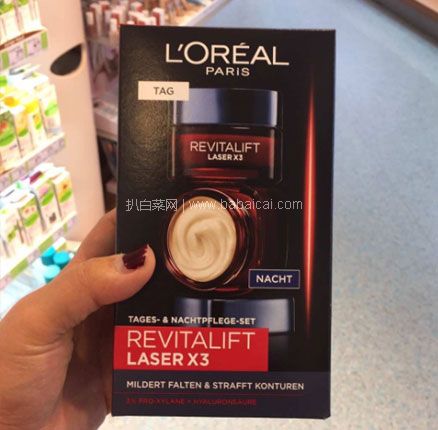 L'ORÉAL
PARIS
TAG
REVITALIFT
LASER X3
扒白菜网 | www.babaicai.com
NACHT
TAGES- & NACHTPFLEGE-SET
REVITALIFT
LASER X3
MILDERT FALTEN & STRAFFT KONTUREN
3% PRO-XYLANE + HYALURONSÄURE